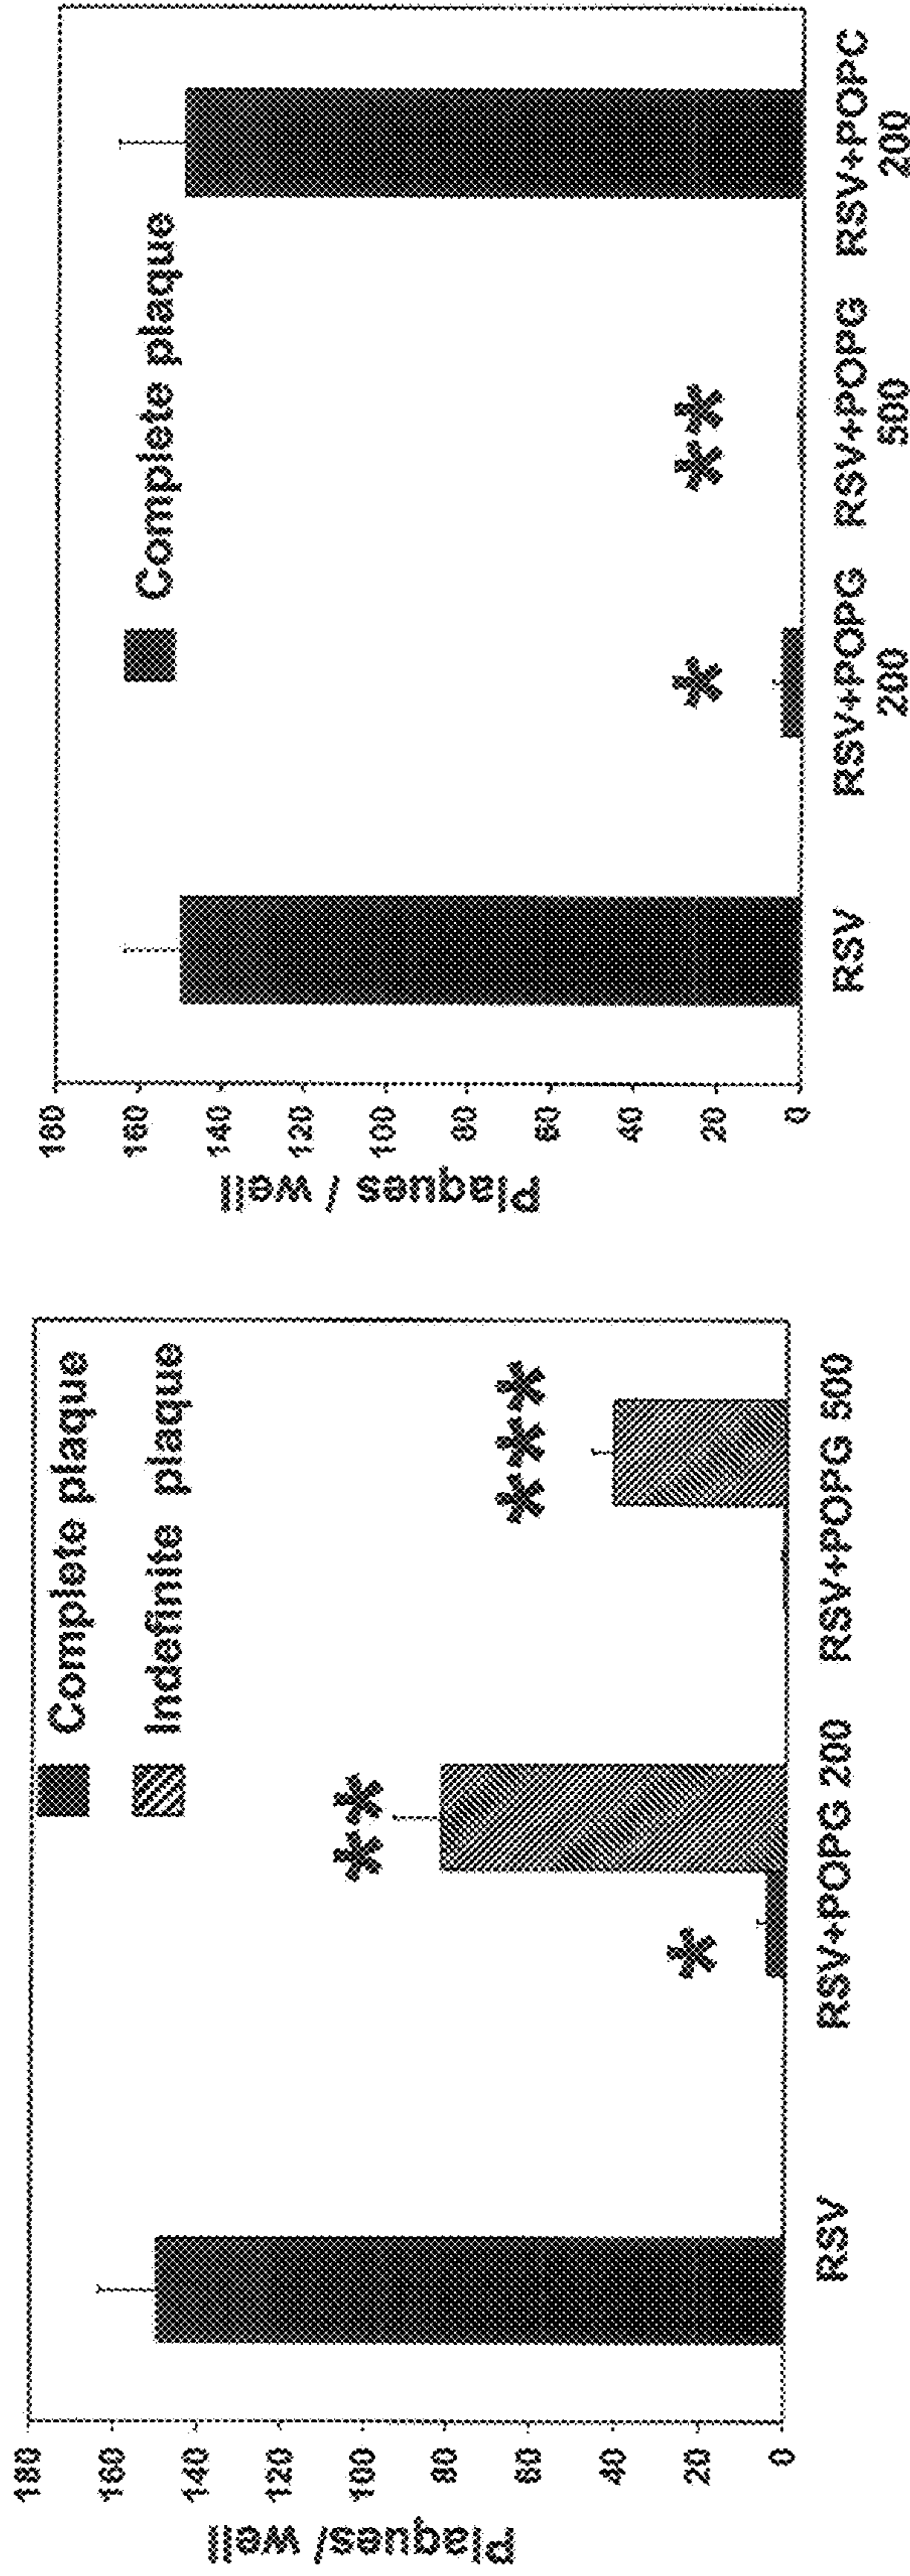 Plaques/ well
180
160
140
120
100
80
60
40
20
0
Complete plaque
Indefinite plaque
*
**
***
RSV
RSV+POPG 200
RSV+POPG 500
Plaques / well
180
160
140
120
100
80
60
40
20
0
Complete plaque
*
**
RSV
RSV+POPG
200
RSV+POPG
500
RSV+POPC
200